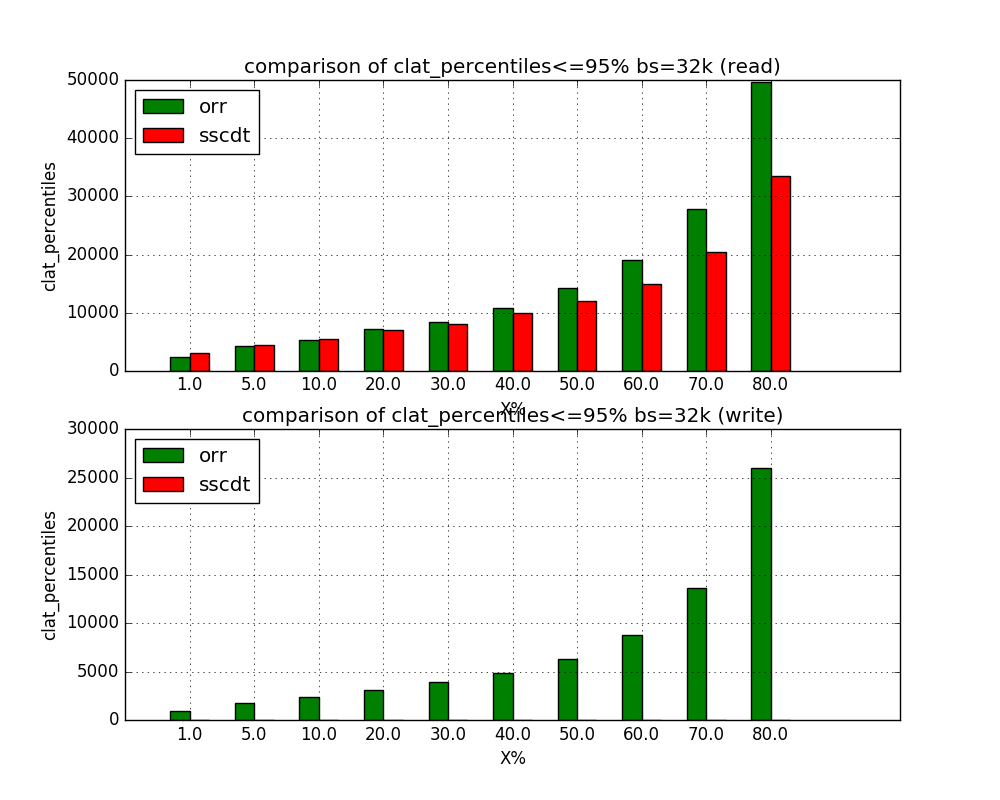 comparison of clat_percentiles<=95% bs=32k (read)
50000
40000
30000
20000
10000
0
clat_percentiles
orr
sscdt
1.0 5.0 10.0 20.0 30.0 40.0 50.0 60.0 70.0 80.0
X%
comparison of clat_percentiles<=95% bs=32k (write)
30000
25000
20000
15000
10000
5000
0
clat_percentiles
orr
sscdt
1.0 5.0 10.0 20.0 30.0 40.0 50.0 60.0 70.0 80.0
X%